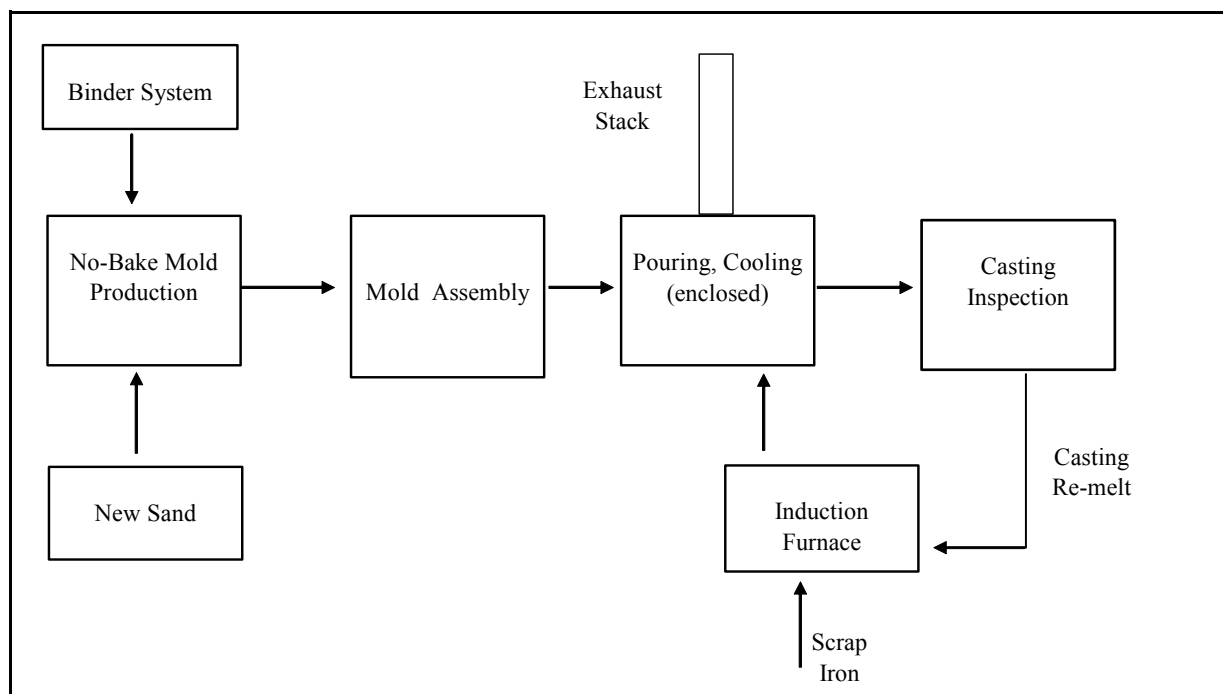 Binder System
Exhaust
Stack
No-Bake Mold
Production
Mold Assembly
Pouring, Cooling
(enclosed)
Casting
Inspection
New Sand
Induction
Furnace
Casting
Re-melt
Scrap
Iron